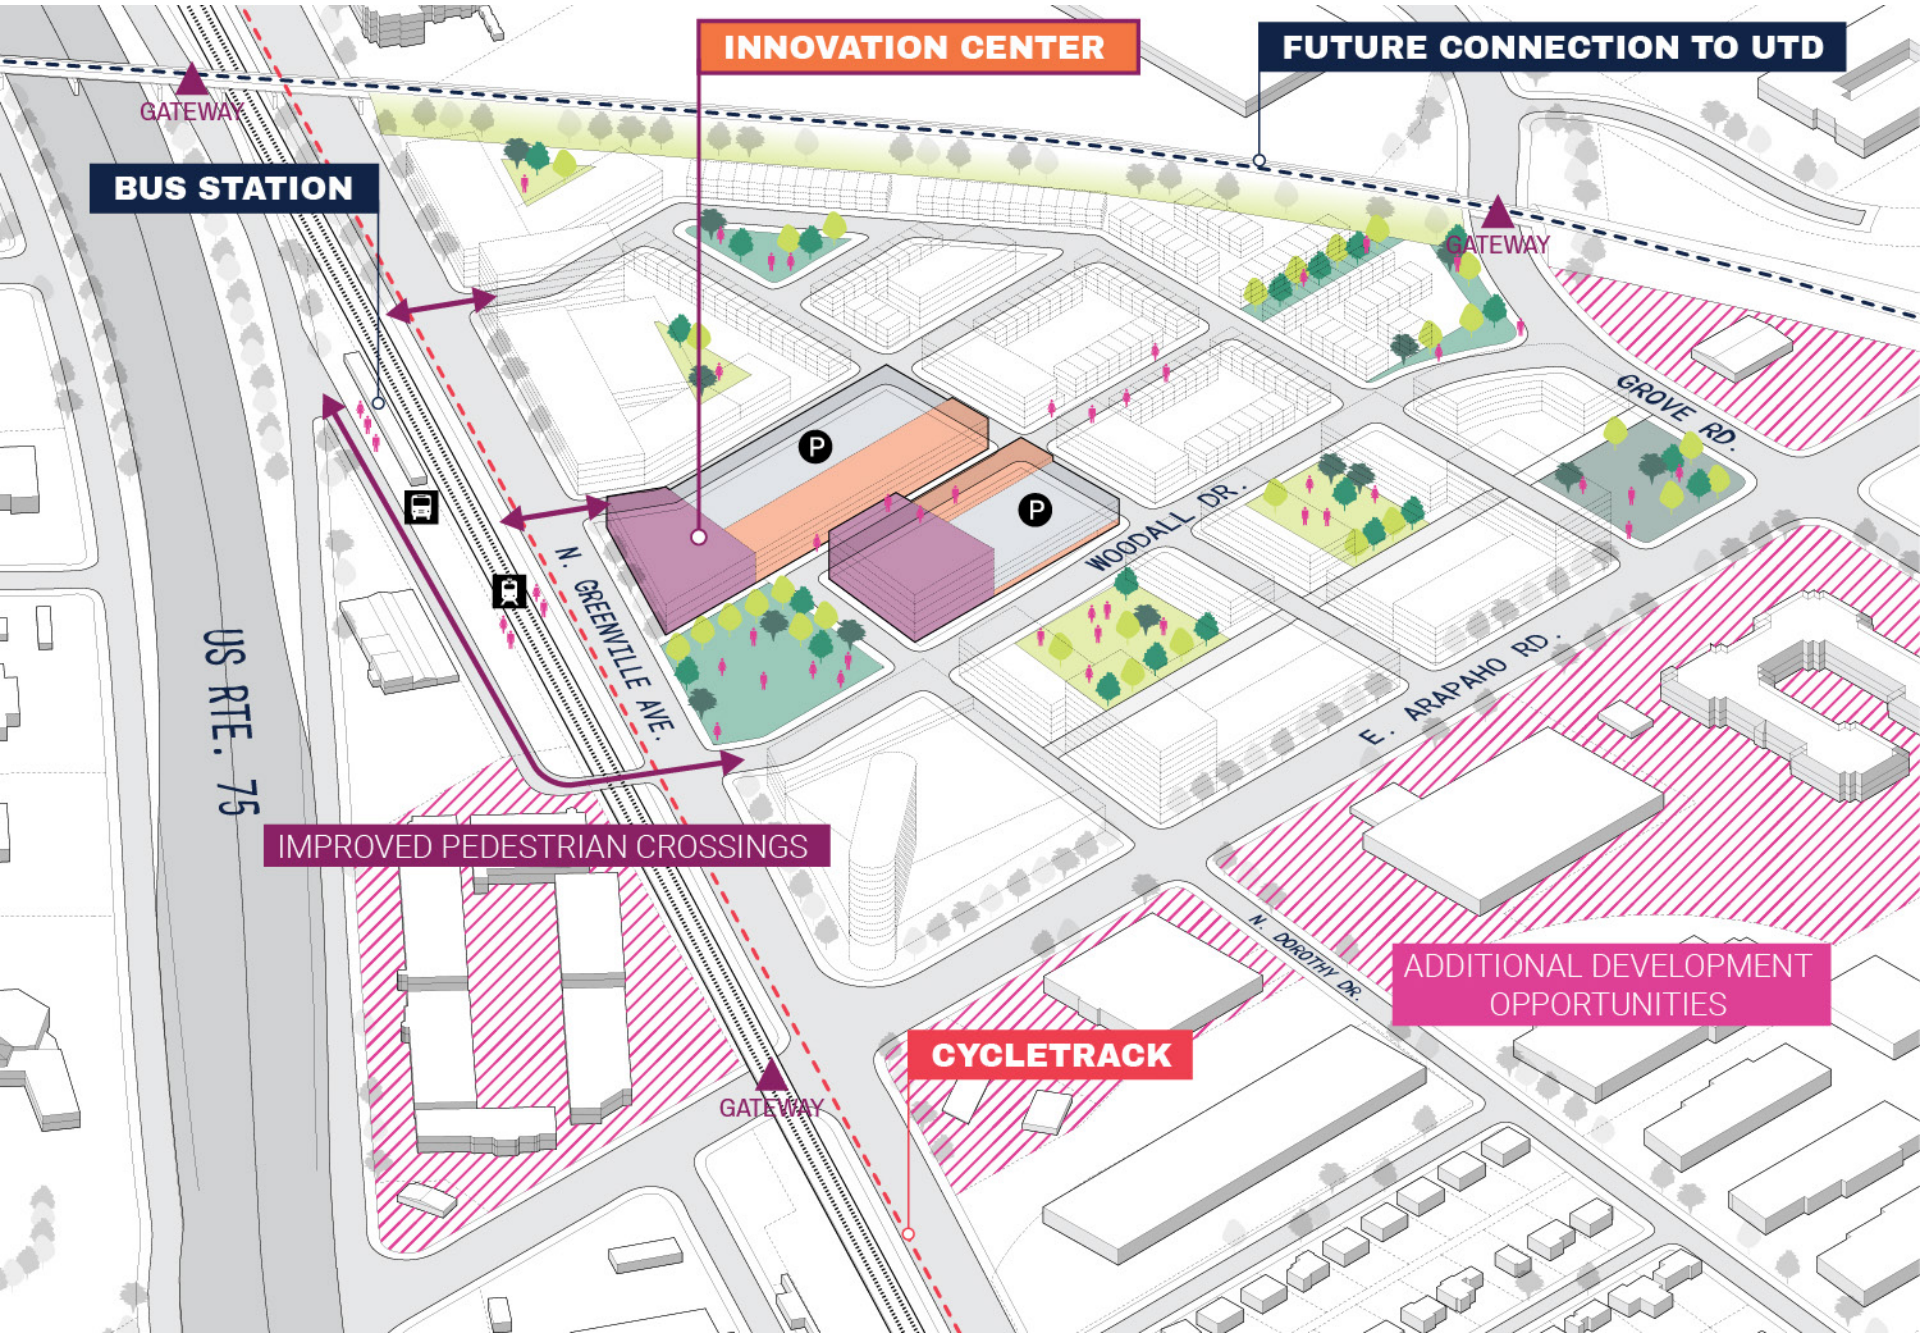 INNOVATION CENTER
FUTURE CONNECTION TO UTD
GATEWAY
BUS STATION
GATEWAY
GROVE RD.
P
P
WOODALL DR.
N. GREENVILLE AVE.
US RTE. 75
E. ARAPAHO RD.
IMPROVED PEDESTRIAN CROSSINGS
N. DOROTHY DR.
ADDITIONAL DEVELOPMENT
OPPORTUNITIES
CYCLETRACK
GATEWAY